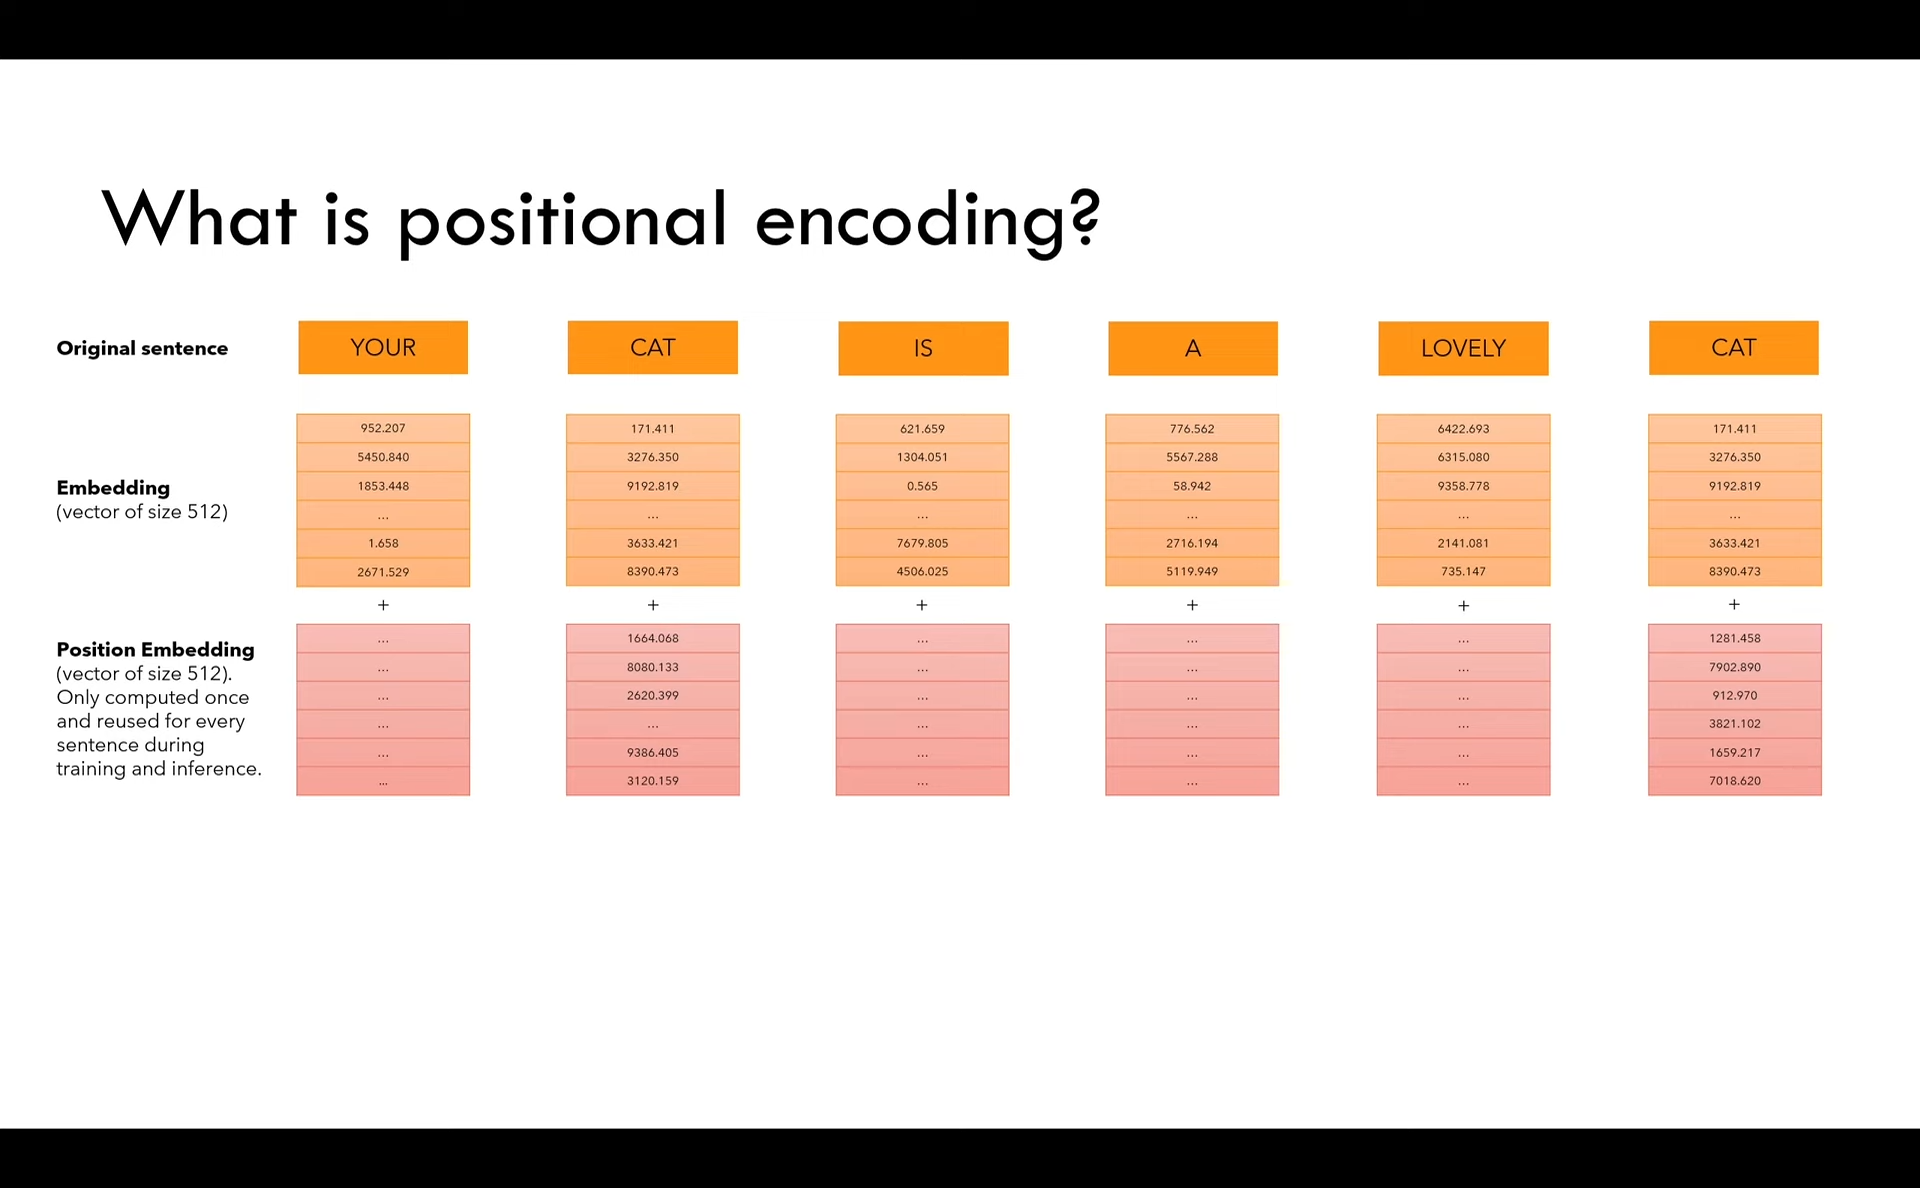 What is positional encoding?
Original sentence
YOUR CAT IS A LOVELY CAT
Embedding
(vector of size 512)
952.207 171.411 621.659 776.562 6422.693 171.411
5450.840 3276.350 1304.051 5567.288 6315.080 3276.350
1853.448 9192.819 0.565 58.942 9358.778 9192.819
... ... ... ... ... ...
1.658 3633.421 7679.805 2716.194 2141.081 3633.421
2671.529 8390.473 4506.025 5119.949 735.147 8390.473
+ + + + + +
Position Embedding
(vector of size 512).
Only computed once
and reused for every
sentence during
training and inference.
... 1664.068 ... ... ... 1281.458
... 8080.133 ... ... ... 7902.890
... 2620.399 ... ... ... 912.970
... ... ... ... ... 3821.102
... 9386.405 ... ... ... 1659.217
... 3120.159 ... ... ... 7018.620